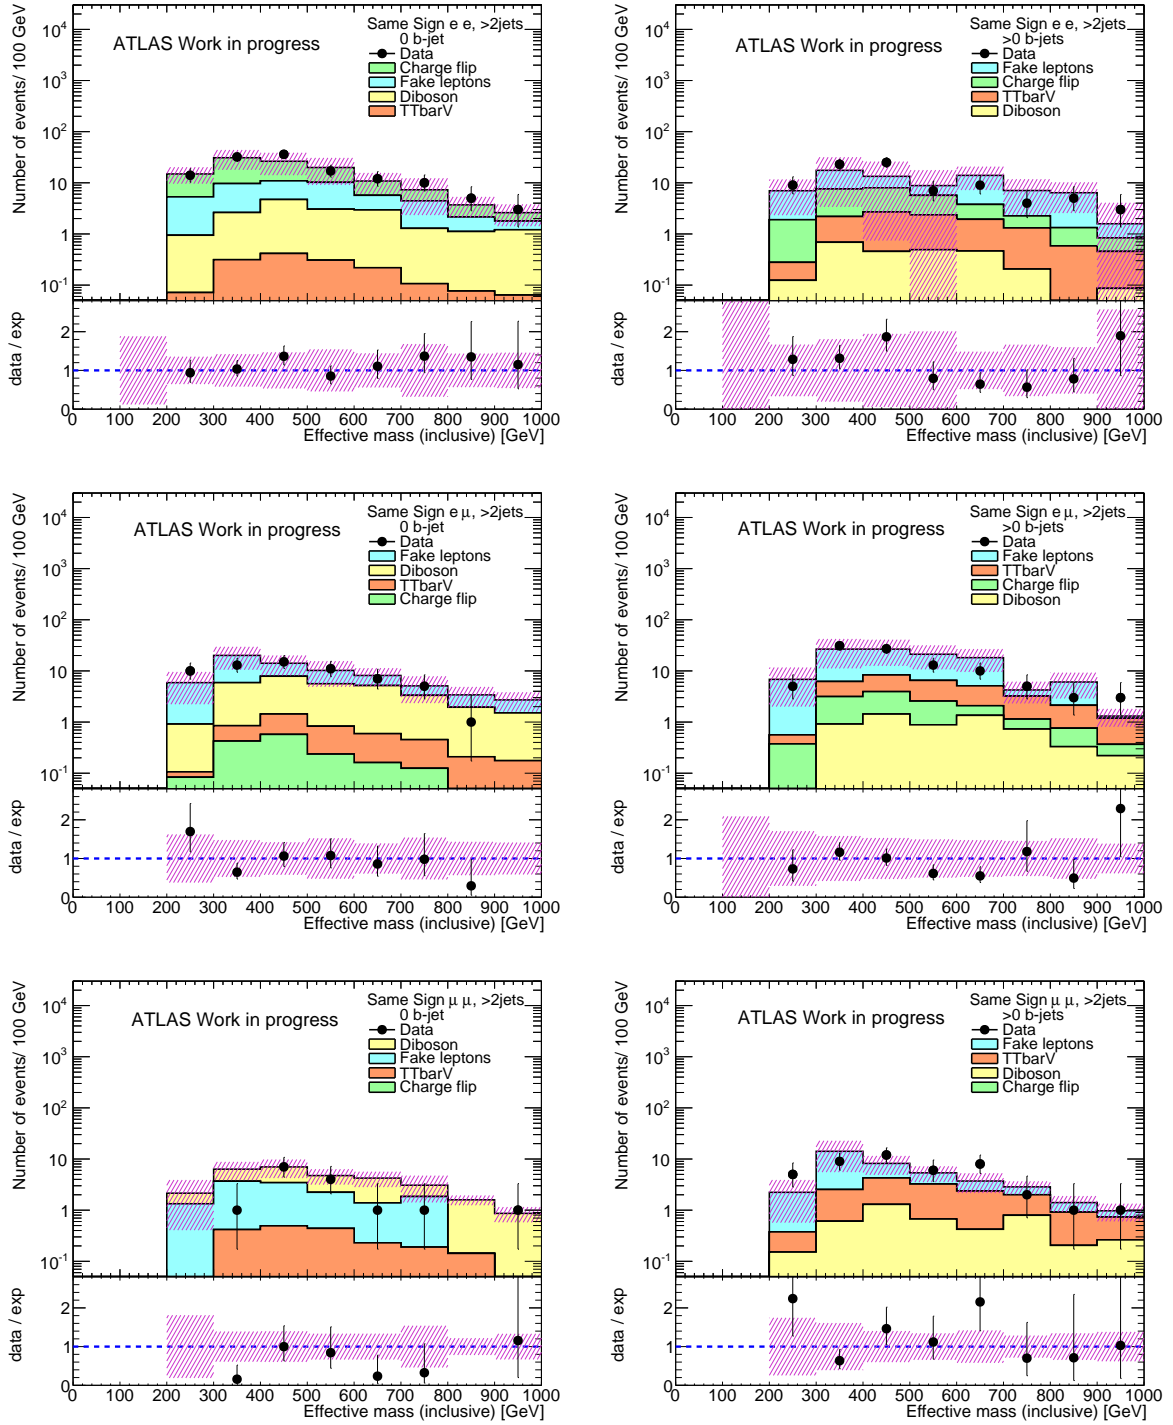 Number of events/ 100 GeV
10^4
10^3
10^2
10
1
10^-1
ATLAS Work in progress
Same Sign e e, >2jets
0 b-jet
Data
Charge flip
Fake leptons
Diboson
TTbarV
data / exp
2
1
0
0 100 200 300 400 500 600 700 800 900 1000
Effective mass (inclusive) [GeV]
Number of events/ 100 GeV
10^4
10^3
10^2
10
1
10^-1
ATLAS Work in progress
Same Sign e e, >2jets
>0 b-jets
Data
Fake leptons
Charge flip
TTbarV
Diboson
data / exp
2
1
0
0 100 200 300 400 500 600 700 800 900 1000
Effective mass (inclusive) [GeV]
Number of events/ 100 GeV
10^4
10^3
10^2
10
1
10^-1
ATLAS Work in progress
Same Sign e μ, >2jets
0 b-jet
Data
Fake leptons
Diboson
TTbarV
Charge flip
data / exp
2
1
0
0 100 200 300 400 500 600 700 800 900 1000
Effective mass (inclusive) [GeV]
Number of events/ 100 GeV
10^4
10^3
10^2
10
1
10^-1
ATLAS Work in progress
Same Sign e μ, >2jets
>0 b-jets
Data
Fake leptons
TTbarV
Charge flip
Diboson
data / exp
2
1
0
0 100 200 300 400 500 600 700 800 900 1000
Effective mass (inclusive) [GeV]
Number of events/ 100 GeV
10^4
10^3
10^2
10
1
10^-1
ATLAS Work in progress
Same Sign μ μ, >2jets
0 b-jet
Data
Diboson
Fake leptons
TTbarV
Charge flip
data / exp
2
1
0
0 100 200 300 400 500 600 700 800 900 1000
Effective mass (inclusive) [GeV]
Number of events/ 100 GeV
10^4
10^3
10^2
10
1
10^-1
ATLAS Work in progress
Same Sign μ μ, >2jets
>0 b-jets
Data
Fake leptons
TTbarV
Diboson
Charge flip
data / exp
2
1
0
0 100 200 300 400 500 600 700 800 900 1000
Effective mass (inclusive) [GeV]